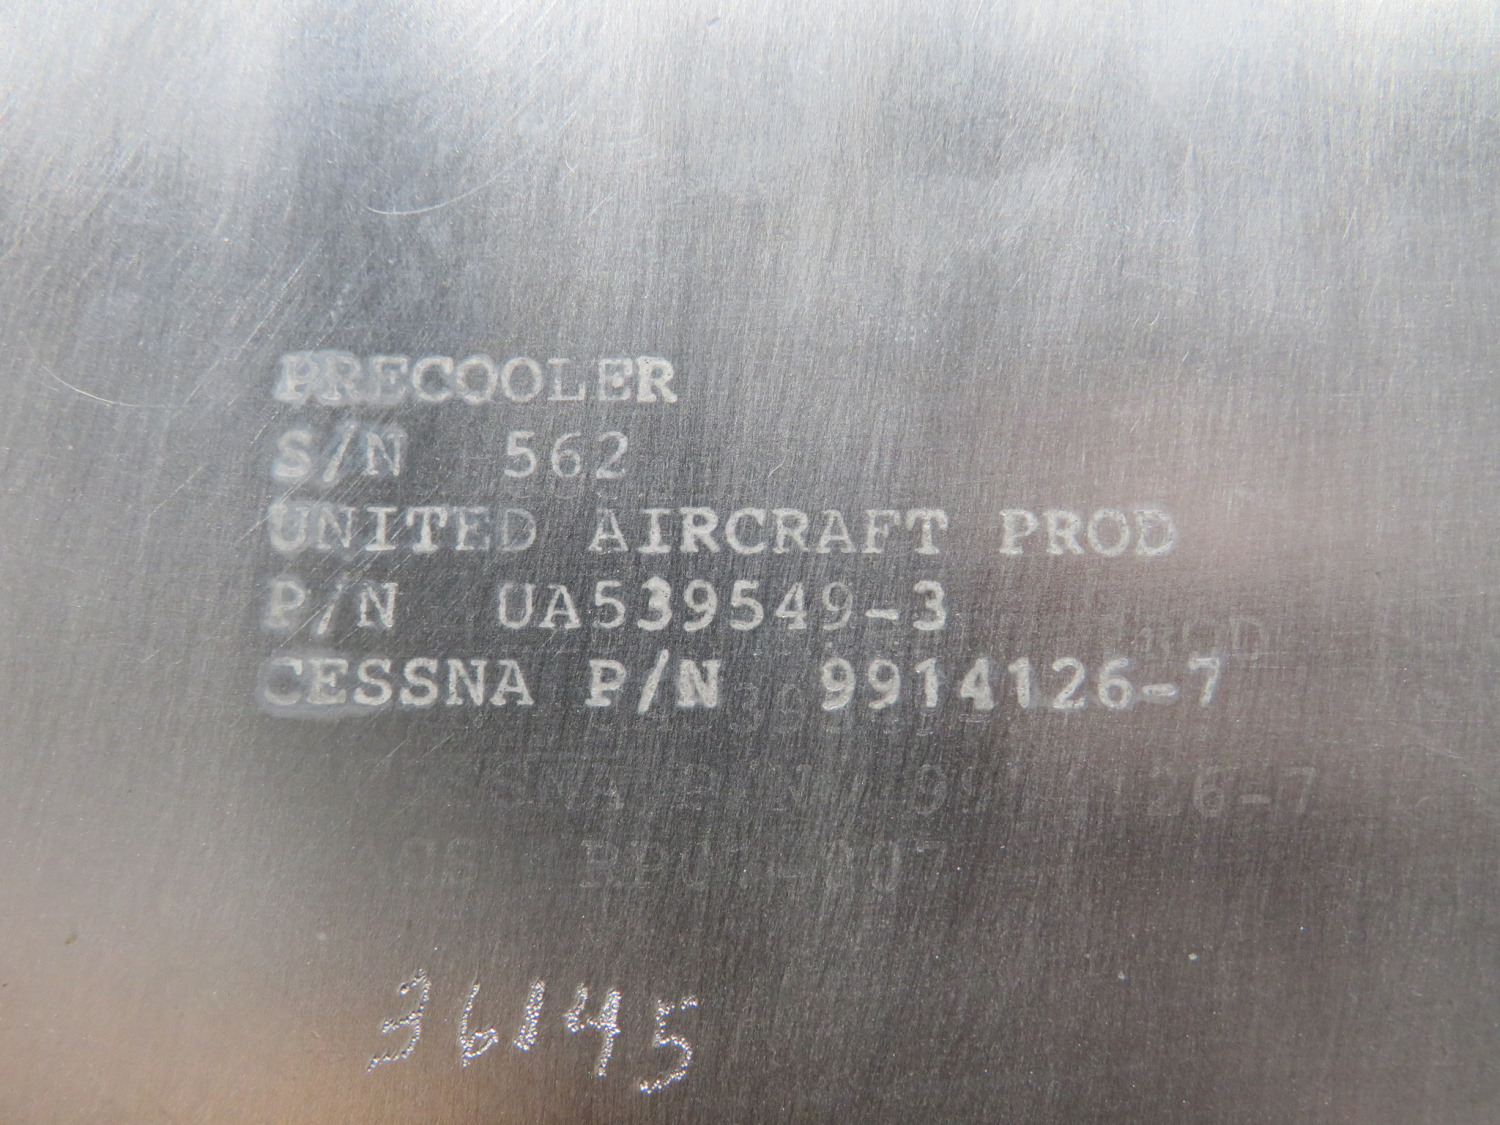 PRECOOLER
S/N 562
UNITED AIRCRAFT PROD
P/N UA539549-3
CESSNA P/N 9914126-7
36145